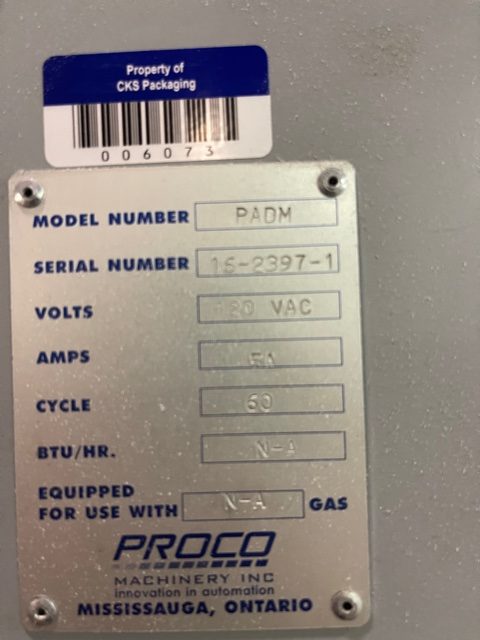 Property of
CKS Packaging
006073
MODEL NUMBER PADM
SERIAL NUMBER 16-2397-1
VOLTS 120 VAC
AMPS 5A
CYCLE 60
BTU/HR. N-A
EQUIPPED
FOR USE WITH N-A GAS
PROCO
MACHINERY INC
innovation in automation
MISSISSAUGA, ONTARIO